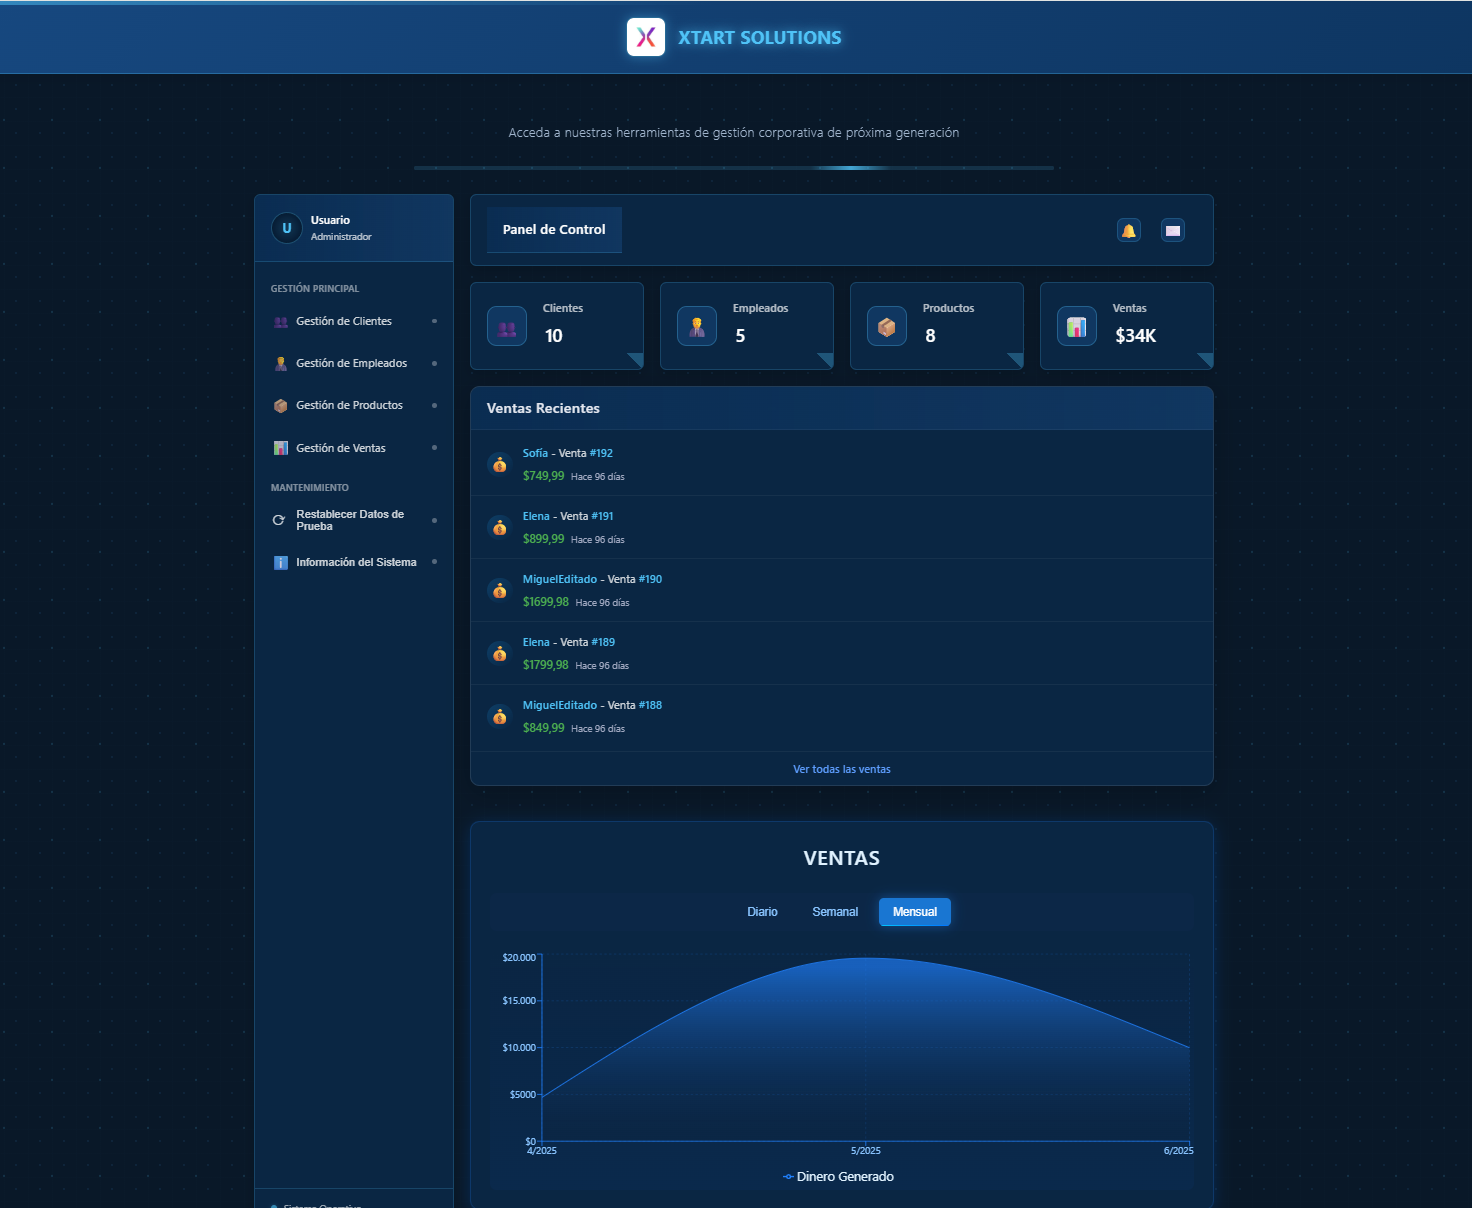 XTART SOLUTIONS
Acceda a nuestras herramientas de gestión corporativa de próxima generación
U
Usuario
Administrador
GESTIÓN PRINCIPAL
Gestión de Clientes
Gestión de Empleados
Gestión de Productos
Gestión de Ventas
MANTENIMIENTO
Restablecer Datos de
Prueba
Información del Sistema
Panel de Control
Clientes
10
Empleados
5
Productos
8
Ventas
$34K
Ventas Recientes
Sofía - Venta #192
$749,99 Hace 96 días
Elena - Venta #191
$899,99 Hace 96 días
MiguelEditado - Venta #190
$1699,98 Hace 96 días
Elena - Venta #189
$1799,98 Hace 96 días
MiguelEditado - Venta #188
$849,99 Hace 96 días
Ver todas las ventas
VENTAS
Diario Semanal Mensual
$20.000
$15.000
$10.000
$5000
$0
4/2025 5/2025 6/2025
Dinero Generado
Sistema Operativo